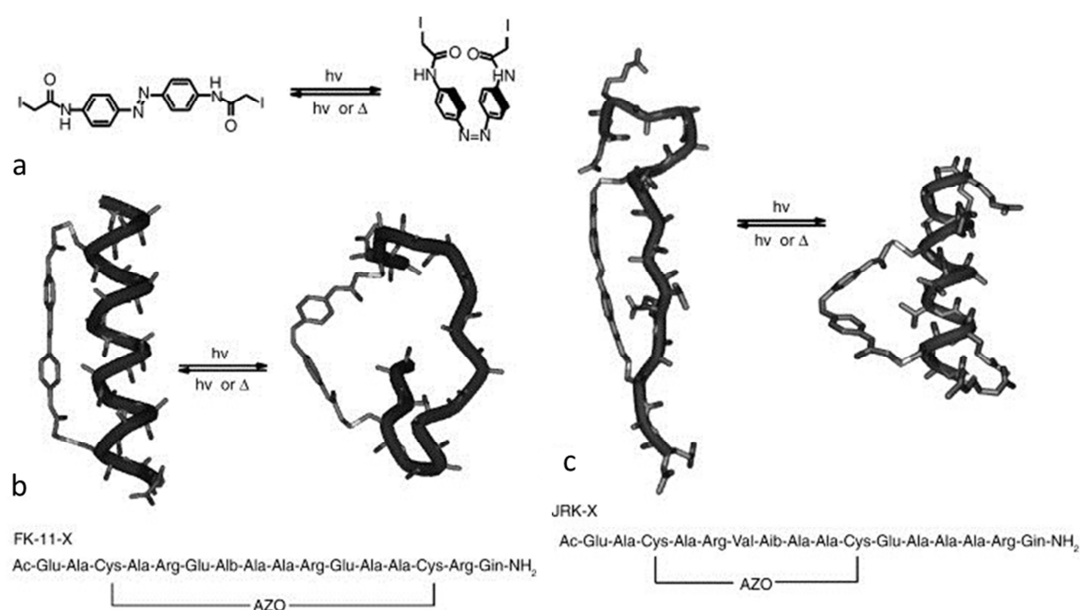 a
I
O
N
H
N
N
H
N
O
I
hν
hν or Δ
I
I
O
O
HN
HN
N=N
b
hν
hν or Δ
FK-11-X
Ac-Glu-Ala-Cys-Ala-Arg-Glu-Alb-Ala-Ala-Arg-Glu-Ala-Ala-Cys-Arg-Gin-NH₂
AZO
c
hν
hν or Δ
JRK-X
Ac-Glu-Ala-Cys-Ala-Arg-Val-Aib-Ala-Ala-Cys-Glu-Ala-Ala-Ala-Arg-Gin-NH₂
AZO